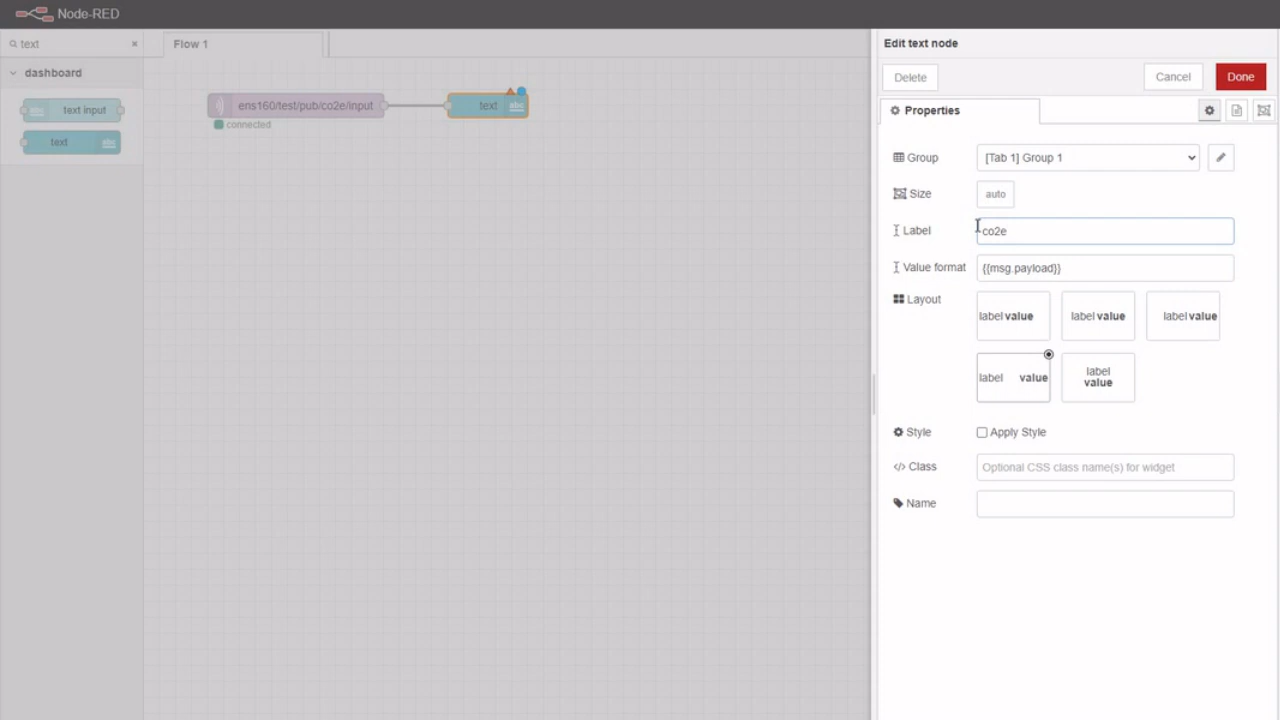 Node-RED
text
Flow 1
dashboard
text input
text abc
ens160/test/pub/co2e/input
connected
text abc
Edit text node
Delete
Cancel
Done
Properties
Group
[Tab 1] Group 1
Size
auto
Label
co2e
Value format
{{msg.payload}}
Layout
label value
label value
label value
label value
label
value
Style
Apply Style
</> Class
Optional CSS class name(s) for widget
Name